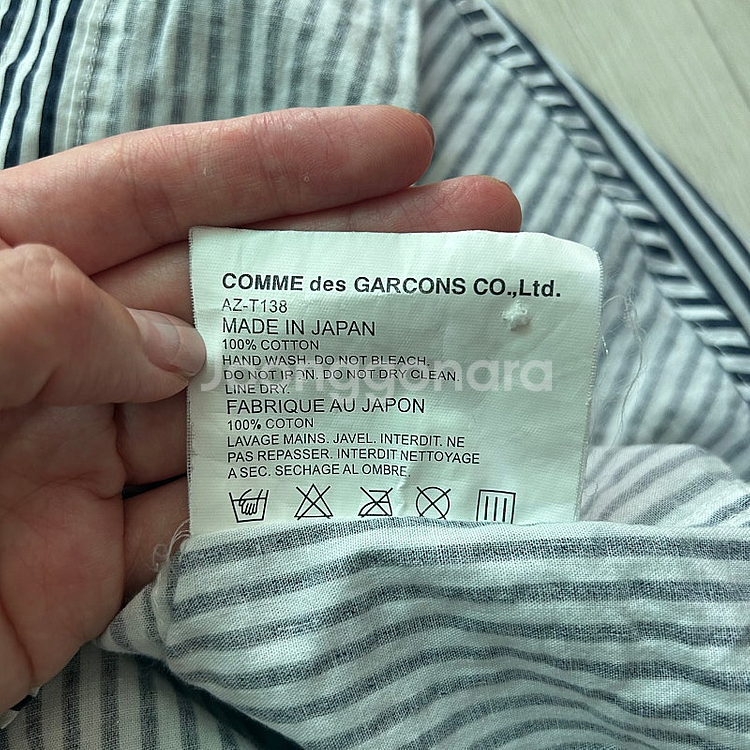 COMME des GARCONS CO.,Ltd.
AZ-T138
MADE IN JAPAN
100% COTTON
HAND WASH. DO NOT BLEACH.
DO NOT IRON. DO NOT DRY CLEAN.
LINE DRY.
FABRIQUE AU JAPON
100% COTON
LAVAGE MAINS. JAVEL. INTERDIT. NE
PAS REPASSER. INTERDIT NETTOYAGE
A SEC. SECHAGE AL OMBRE.
Joonggonara